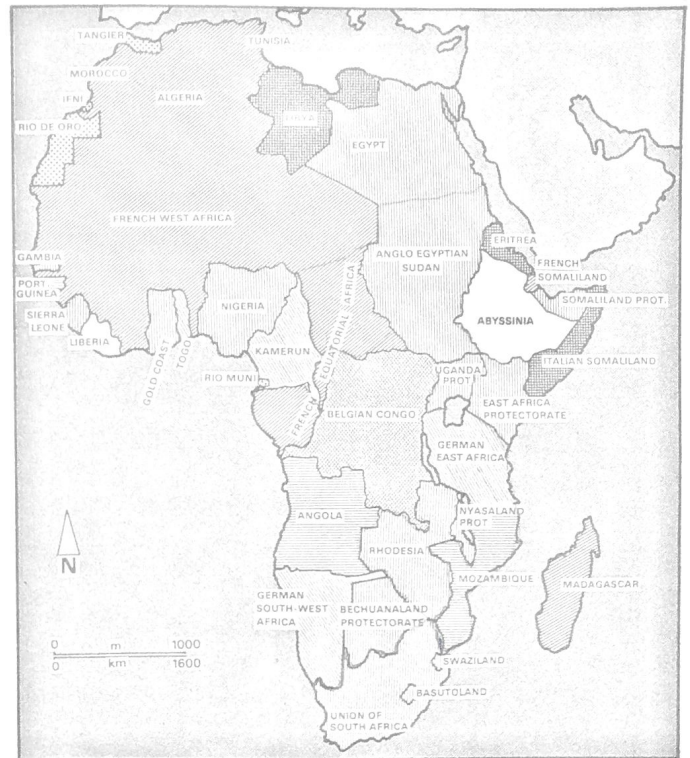 TANGIER
TUNISIA
MOROCCO
ALGERIA
IFNI
LIBYA
RIO DE ORO
EGYPT
FRENCH WEST AFRICA
ERITREA
ANGLO EGYPTIAN
SUDAN
GAMBIA
FRENCH
SOMALILAND
PORT.
GUINEA
SOMALILAND PROT.
NIGERIA
SIERRA
LEONE
ABYSSINIA
LIBERIA
GOLD COAST
TOGO
KAMERUN
FRENCH EQUATORIAL AFRICA
ITALIAN SOMALILAND
RIO MUNI
UGANDA
PROT.
EAST AFRICA
PROTECTORATE
BELGIAN CONGO
GERMAN
EAST AFRICA
ANGOLA
NYASALAND
PROT
RHODESIA
N
MOZAMBIQUE
MADAGASCAR
GERMAN
SOUTH-WEST
AFRICA
BECHUANALAND
PROTECTORATE
0 m 1000
0 km 1600
SWAZILAND
BASUTOLAND
UNION OF
SOUTH AFRICA